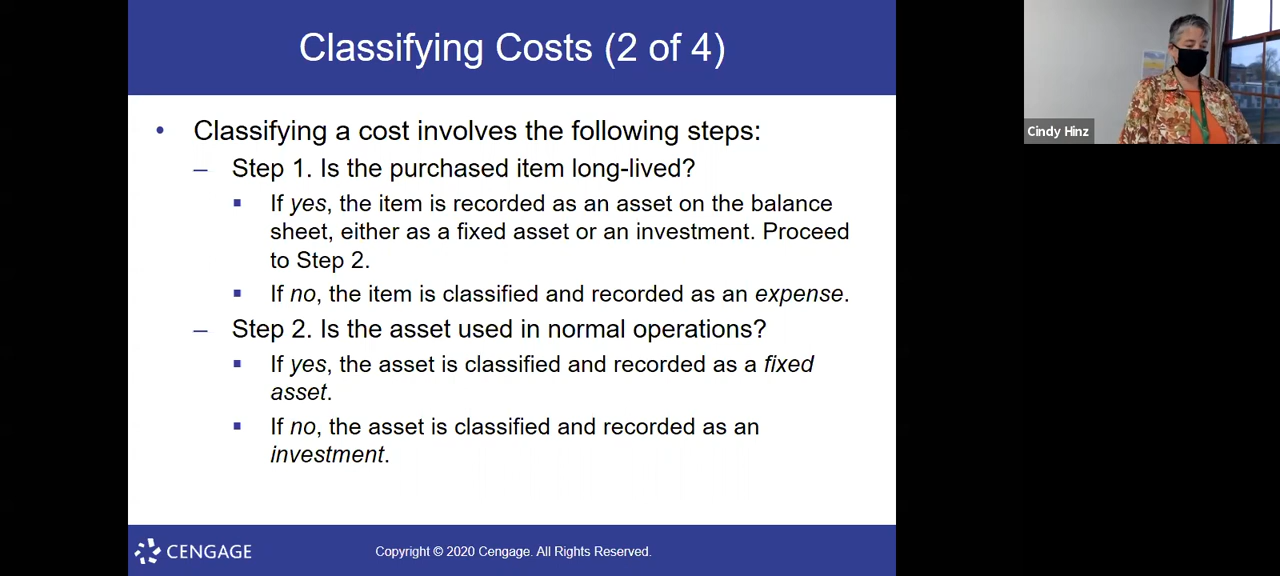 Classifying Costs (2 of 4)
• Classifying a cost involves the following steps:
– Step 1. Is the purchased item long-lived?
▪ If yes, the item is recorded as an asset on the balance
sheet, either as a fixed asset or an investment. Proceed
to Step 2.
▪ If no, the item is classified and recorded as an expense.
– Step 2. Is the asset used in normal operations?
▪ If yes, the asset is classified and recorded as a fixed
asset.
▪ If no, the asset is classified and recorded as an
investment.
CENGAGE
Copyright © 2020 Cengage. All Rights Reserved.
Cindy Hinz